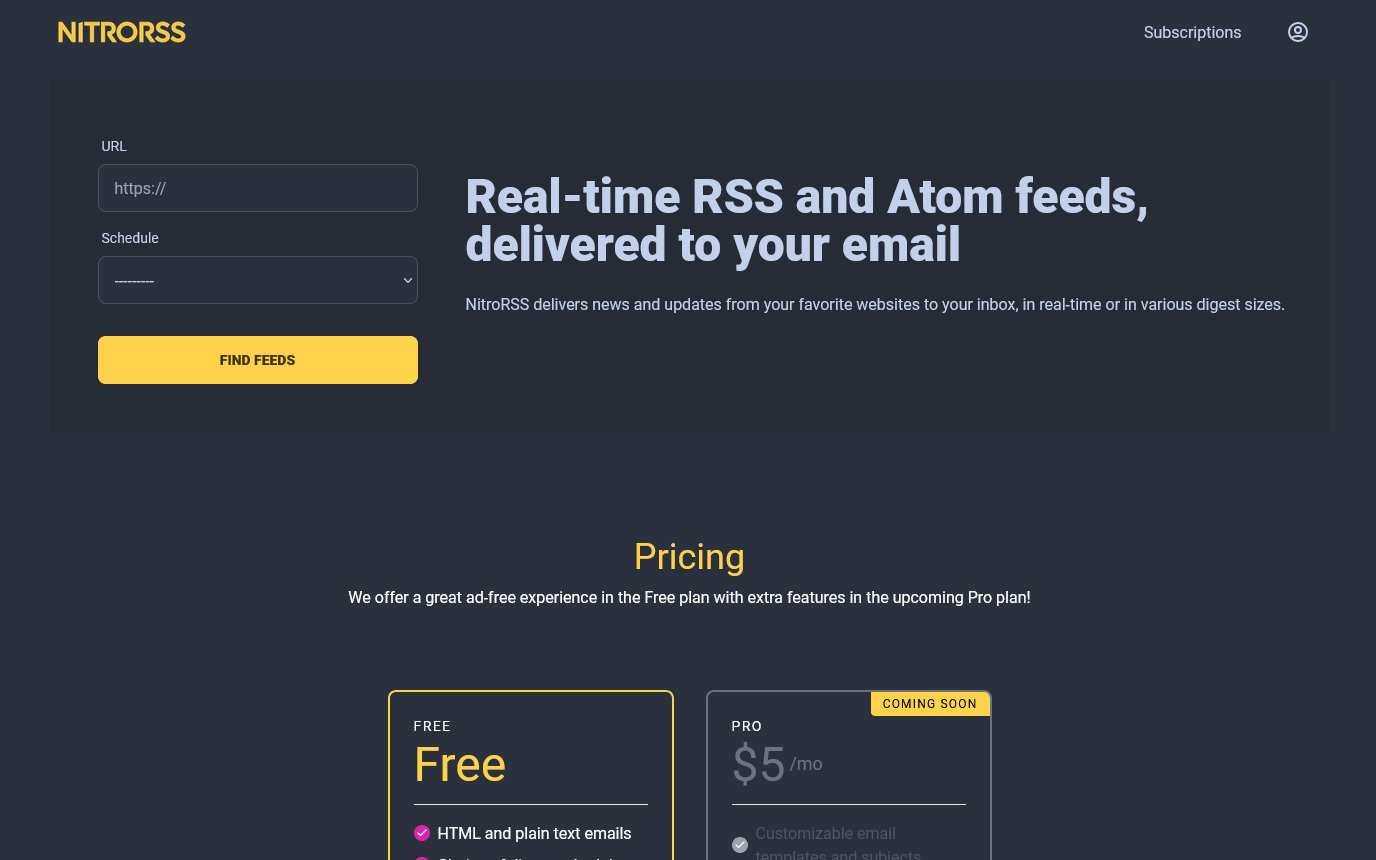 NITRORSS
Subscriptions
URL
https://
Schedule
---------
FIND FEEDS
Real-time RSS and Atom feeds,
delivered to your email
NitroRSS delivers news and updates from your favorite websites to your inbox, in real-time or in various digest sizes.
Pricing
We offer a great ad-free experience in the Free plan with extra features in the upcoming Pro plan!
FREE
Free
HTML and plain text emails
COMING SOON
PRO
$5 /mo
Customizable email
templates and subjects